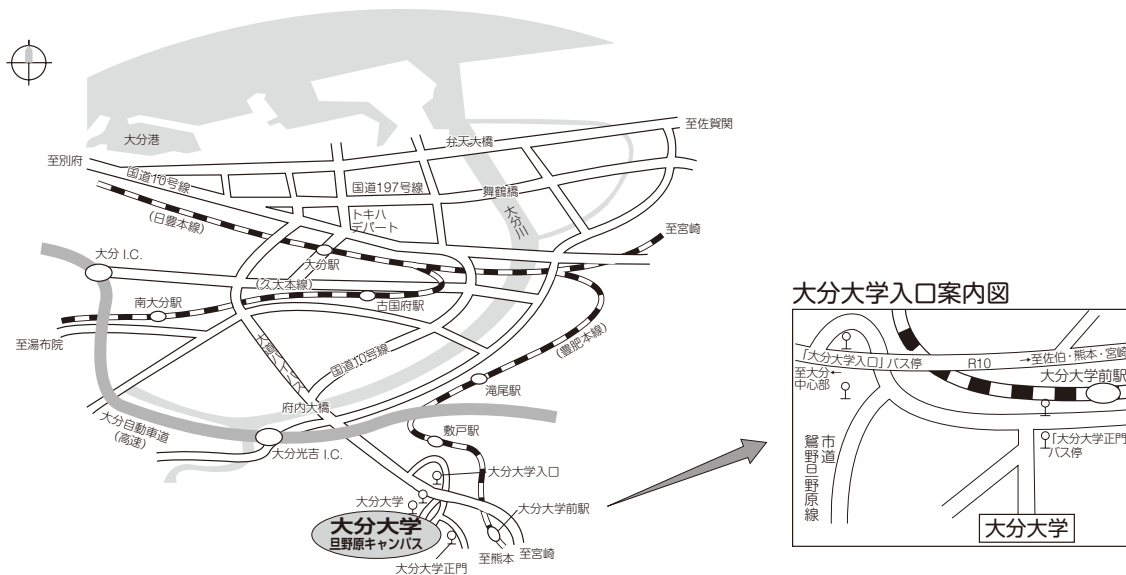 大分港
至別府
国道10号線
(日豊本線)
国道197号線
弁天大橋
至佐賀関
舞鶴橋
大分川
トキハ
デパート
至宮崎
大分 I.C.
大分駅
(久大本線)
古国府駅
南大分駅
至湯布院
大道バイパス
国道10号線
(豊肥本線)
滝尾駅
府内大橋
大分自動車道
(高速)
大分光吉 I.C.
敷戸駅
大分大学入口
大分大学
大分大学前駅
大分大学
旦野原キャンパス
至熊本
至宮崎
大分大学正門
大分大学入口案内図
「大分大学入口」バス停
R10
→至佐伯・熊本・宮崎
至大分←
中心部
大分大学前駅
「大分大学正門
バス停
市道
鴛野旦野原線
大分大学